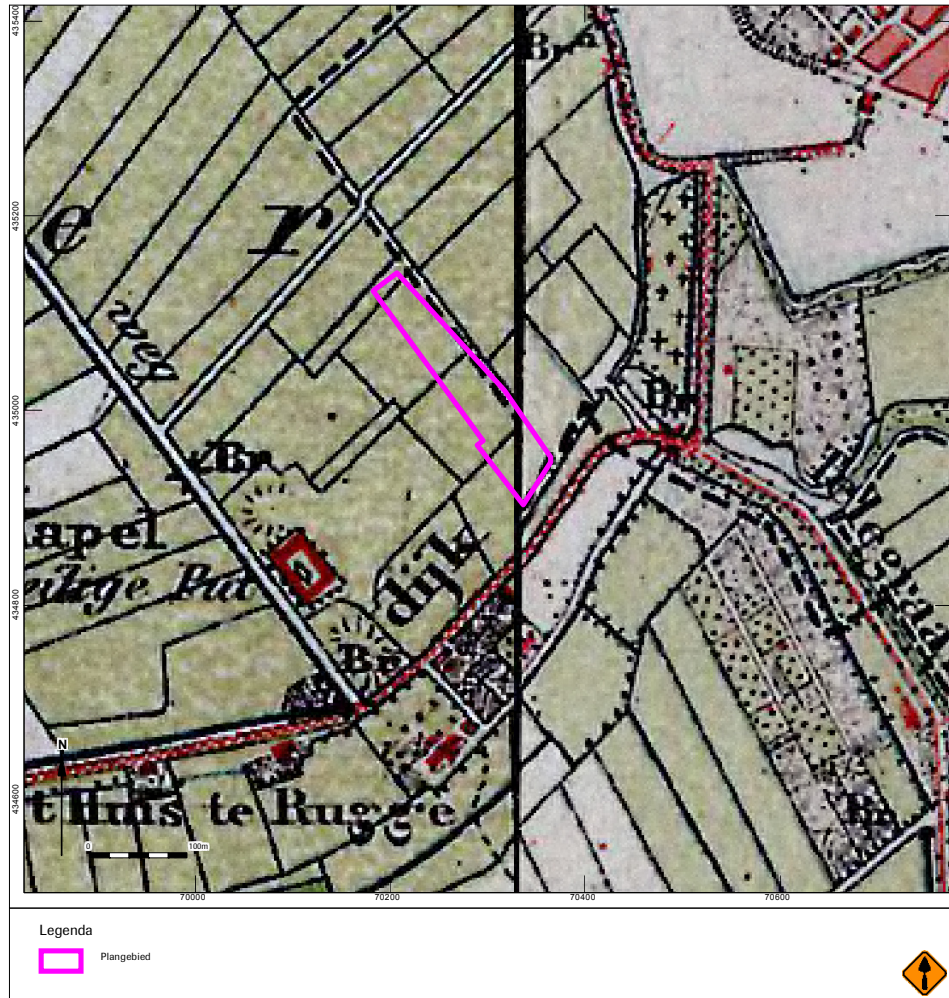 435400
Br
435200
e r
weg
435000
Br
Br
apel
eilige Put
dijk
434800
Br
N
434600
t Huis te Rugge
Br
0 100m
70000 70200 70400 70600
Legenda
Plangebied